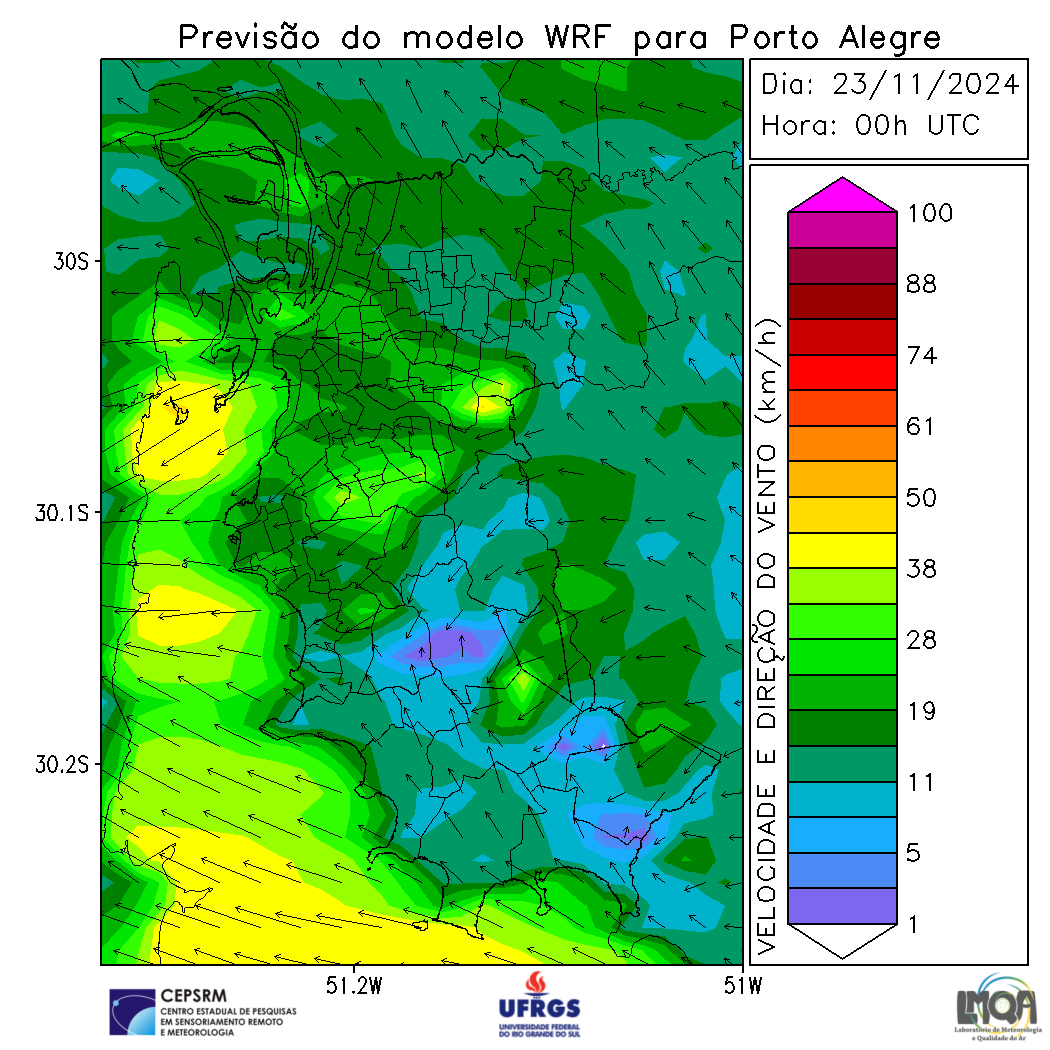 Previsão do modelo WRF para Porto Alegre
Dia: 23/11/2024
Hora: 00h UTC
30S
30.1S
30.2S
51.2W
51W
VELOCIDADE E DIREÇÃO DO VENTO (km/h)
100
88
74
61
50
38
28
19
11
5
1
CEPSRM
CENTRO ESTADUAL DE PESQUISAS
EM SENSORIAMENTO REMOTO
E METEOROLOGIA
UFRGS
UNIVERSIDADE FEDERAL
DO RIO GRANDE DO SUL
LMQA
Laboratório de Meteorologia
e Qualidade do Ar